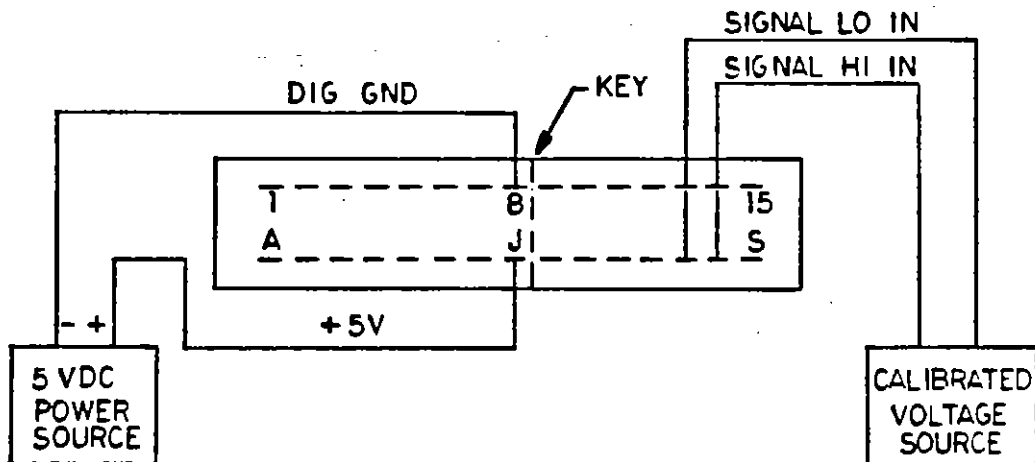 SIGNAL LO IN
SIGNAL HI IN
DIG GND
KEY
1 8 15
A J S
- +
+5V
5 VDC
POWER
SOURCE
CALIBRATED
VOLTAGE
SOURCE